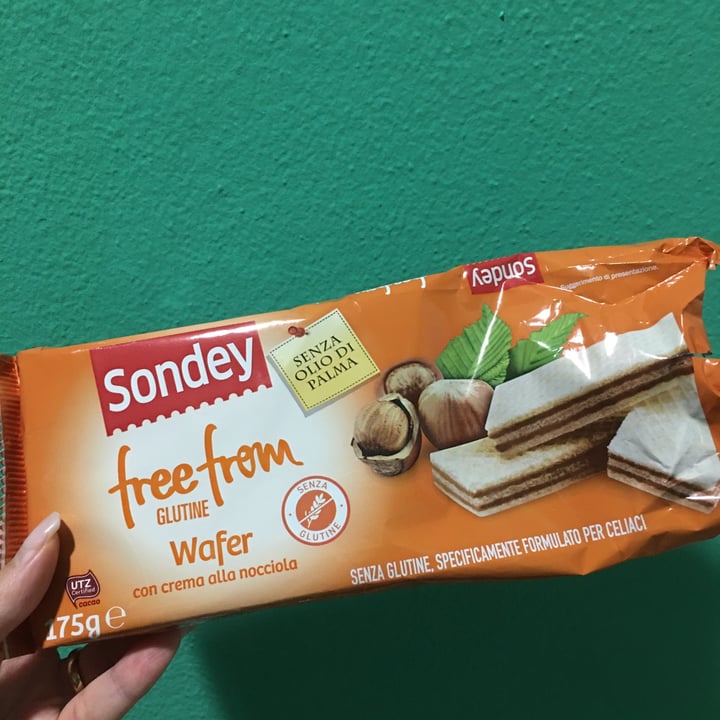 Sondey
Suggerimento di presentazione.
Sondey
SENZA
OLIO DI
PALMA
free from
GLUTINE
SENZA
GLUTINE
Wafer
con crema alla nocciola
SENZA GLUTINE, SPECIFICAMENTE FORMULATO PER CELIACI
UTZ
Certified
cacao
175g e